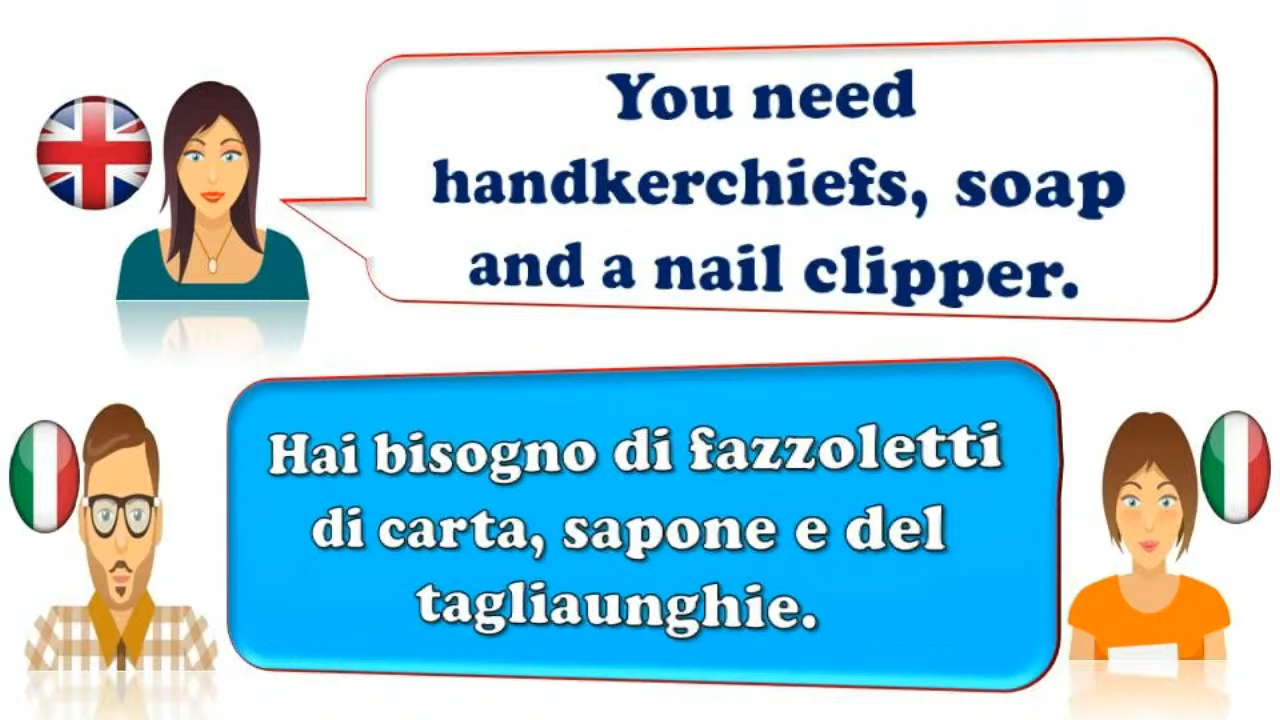 You need
handkerchiefs, soap
and a nail clipper.
Hai bisogno di fazzoletti
di carta, sapone e del
tagliaunghie.